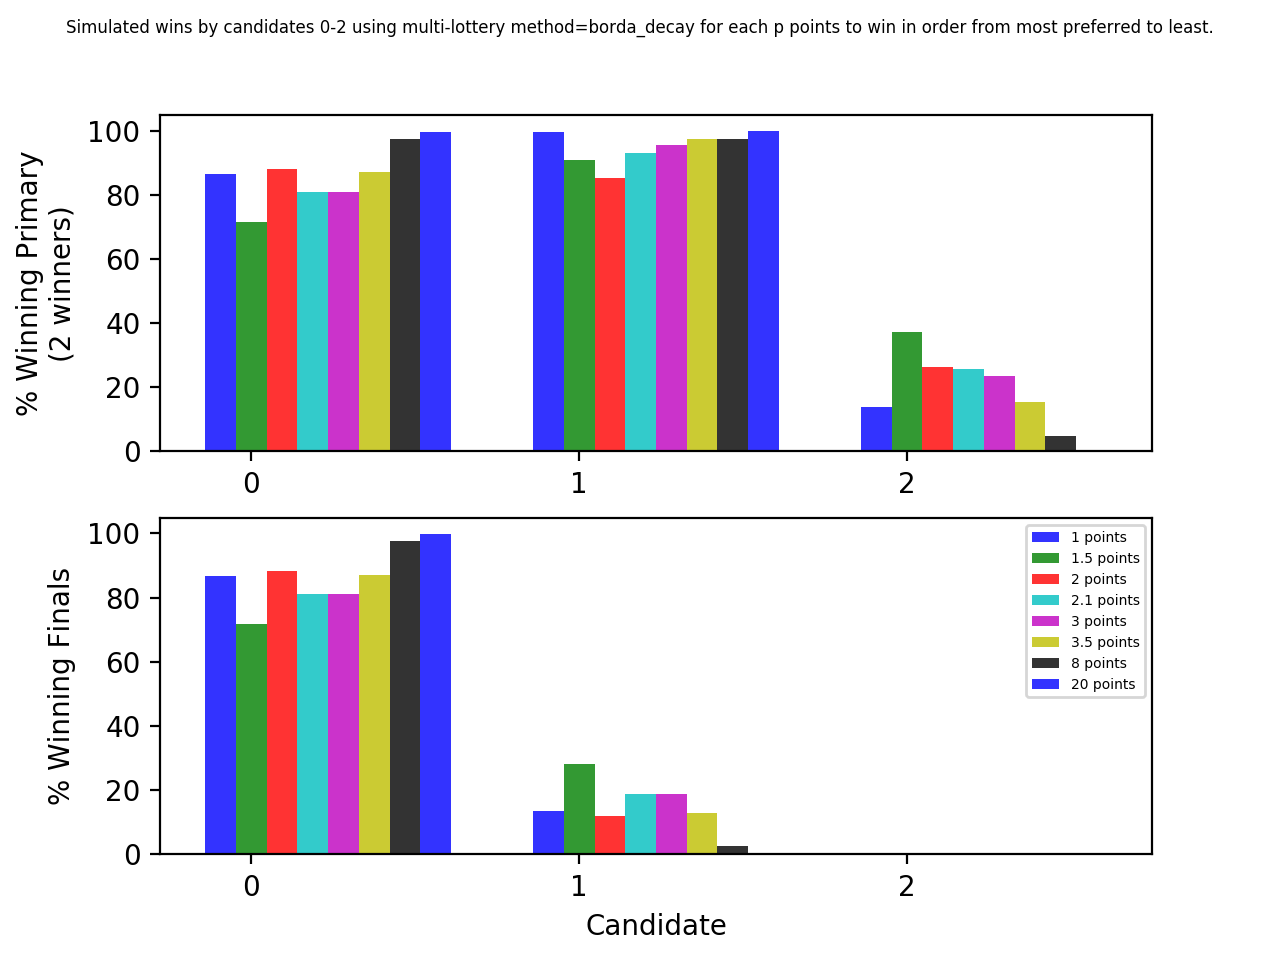 Simulated wins by candidates 0-2 using multi-lottery method=borda_decay for each p points to win in order from most preferred to least.
% Winning Primary
(2 winners)
100
80
60
40
20
0
0
1
2
% Winning Finals
100
80
60
40
20
0
0
1
2
Candidate
1 points
1.5 points
2 points
2.1 points
3 points
3.5 points
8 points
20 points